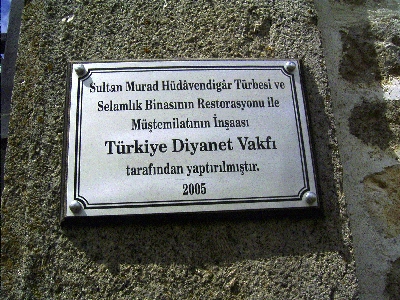 Sultan Murad Hüdâvendigâr Türbesi ve
Selamlık Binasının Restorasyonu ile
Müştemilatının İnşaası
Türkiye Diyanet Vakfı
tarafından yaptırılmıştır.
2005